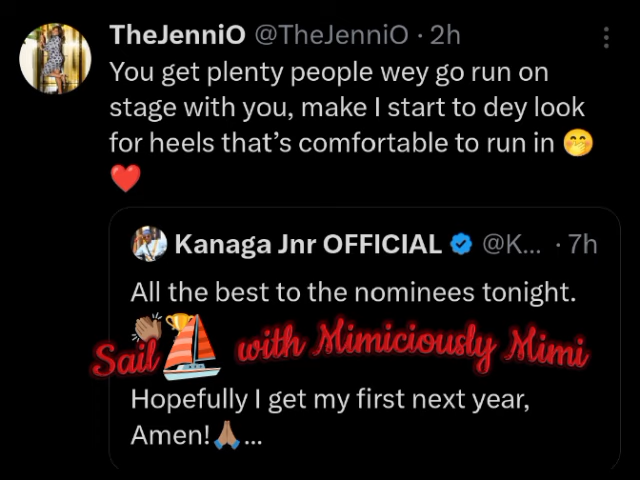 TheJenniO @TheJenniO · 2h
You get plenty people wey go run on
stage with you, make I start to dey look
for heels that's comfortable to run in 🤭
❤️
Kanaga Jnr OFFICIAL @K... · 7h
All the best to the nominees tonight.
👏🏽🏆
Sail with Mimiciously Mimi
Hopefully I get my first next year,
Amen!🙏🏽...